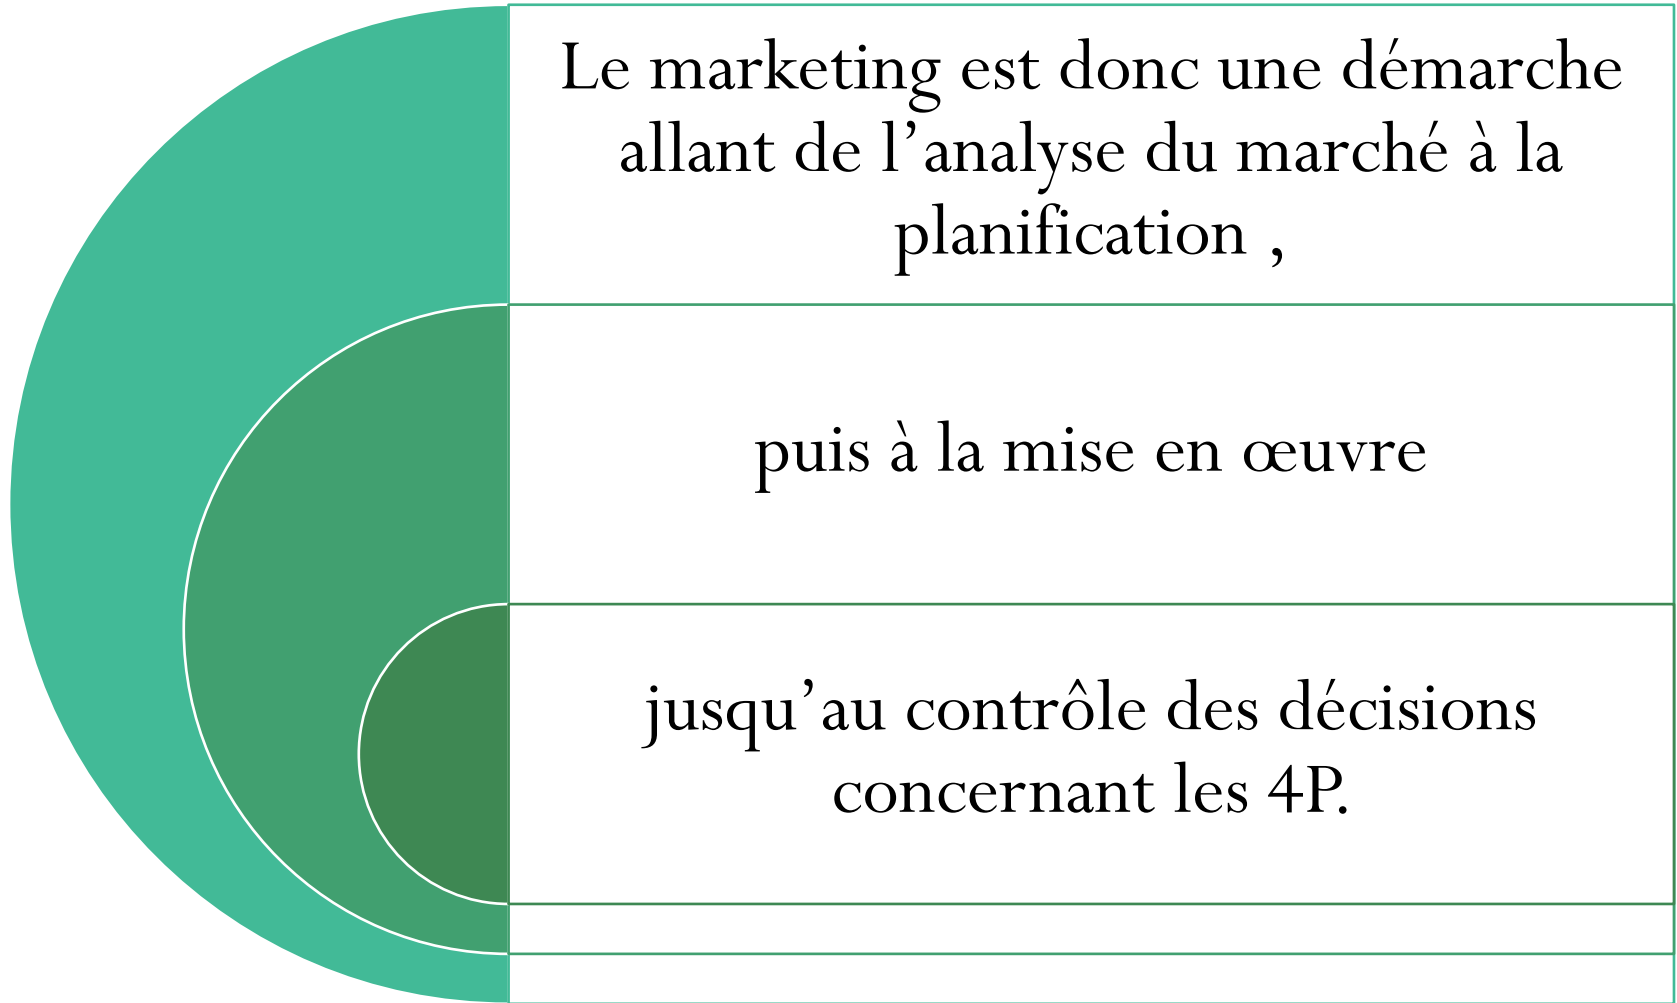 Le marketing est donc une démarche
allant de l’analyse du marché à la
planification ,
puis à la mise en œuvre
jusqu’au contrôle des décisions
concernant les 4P.